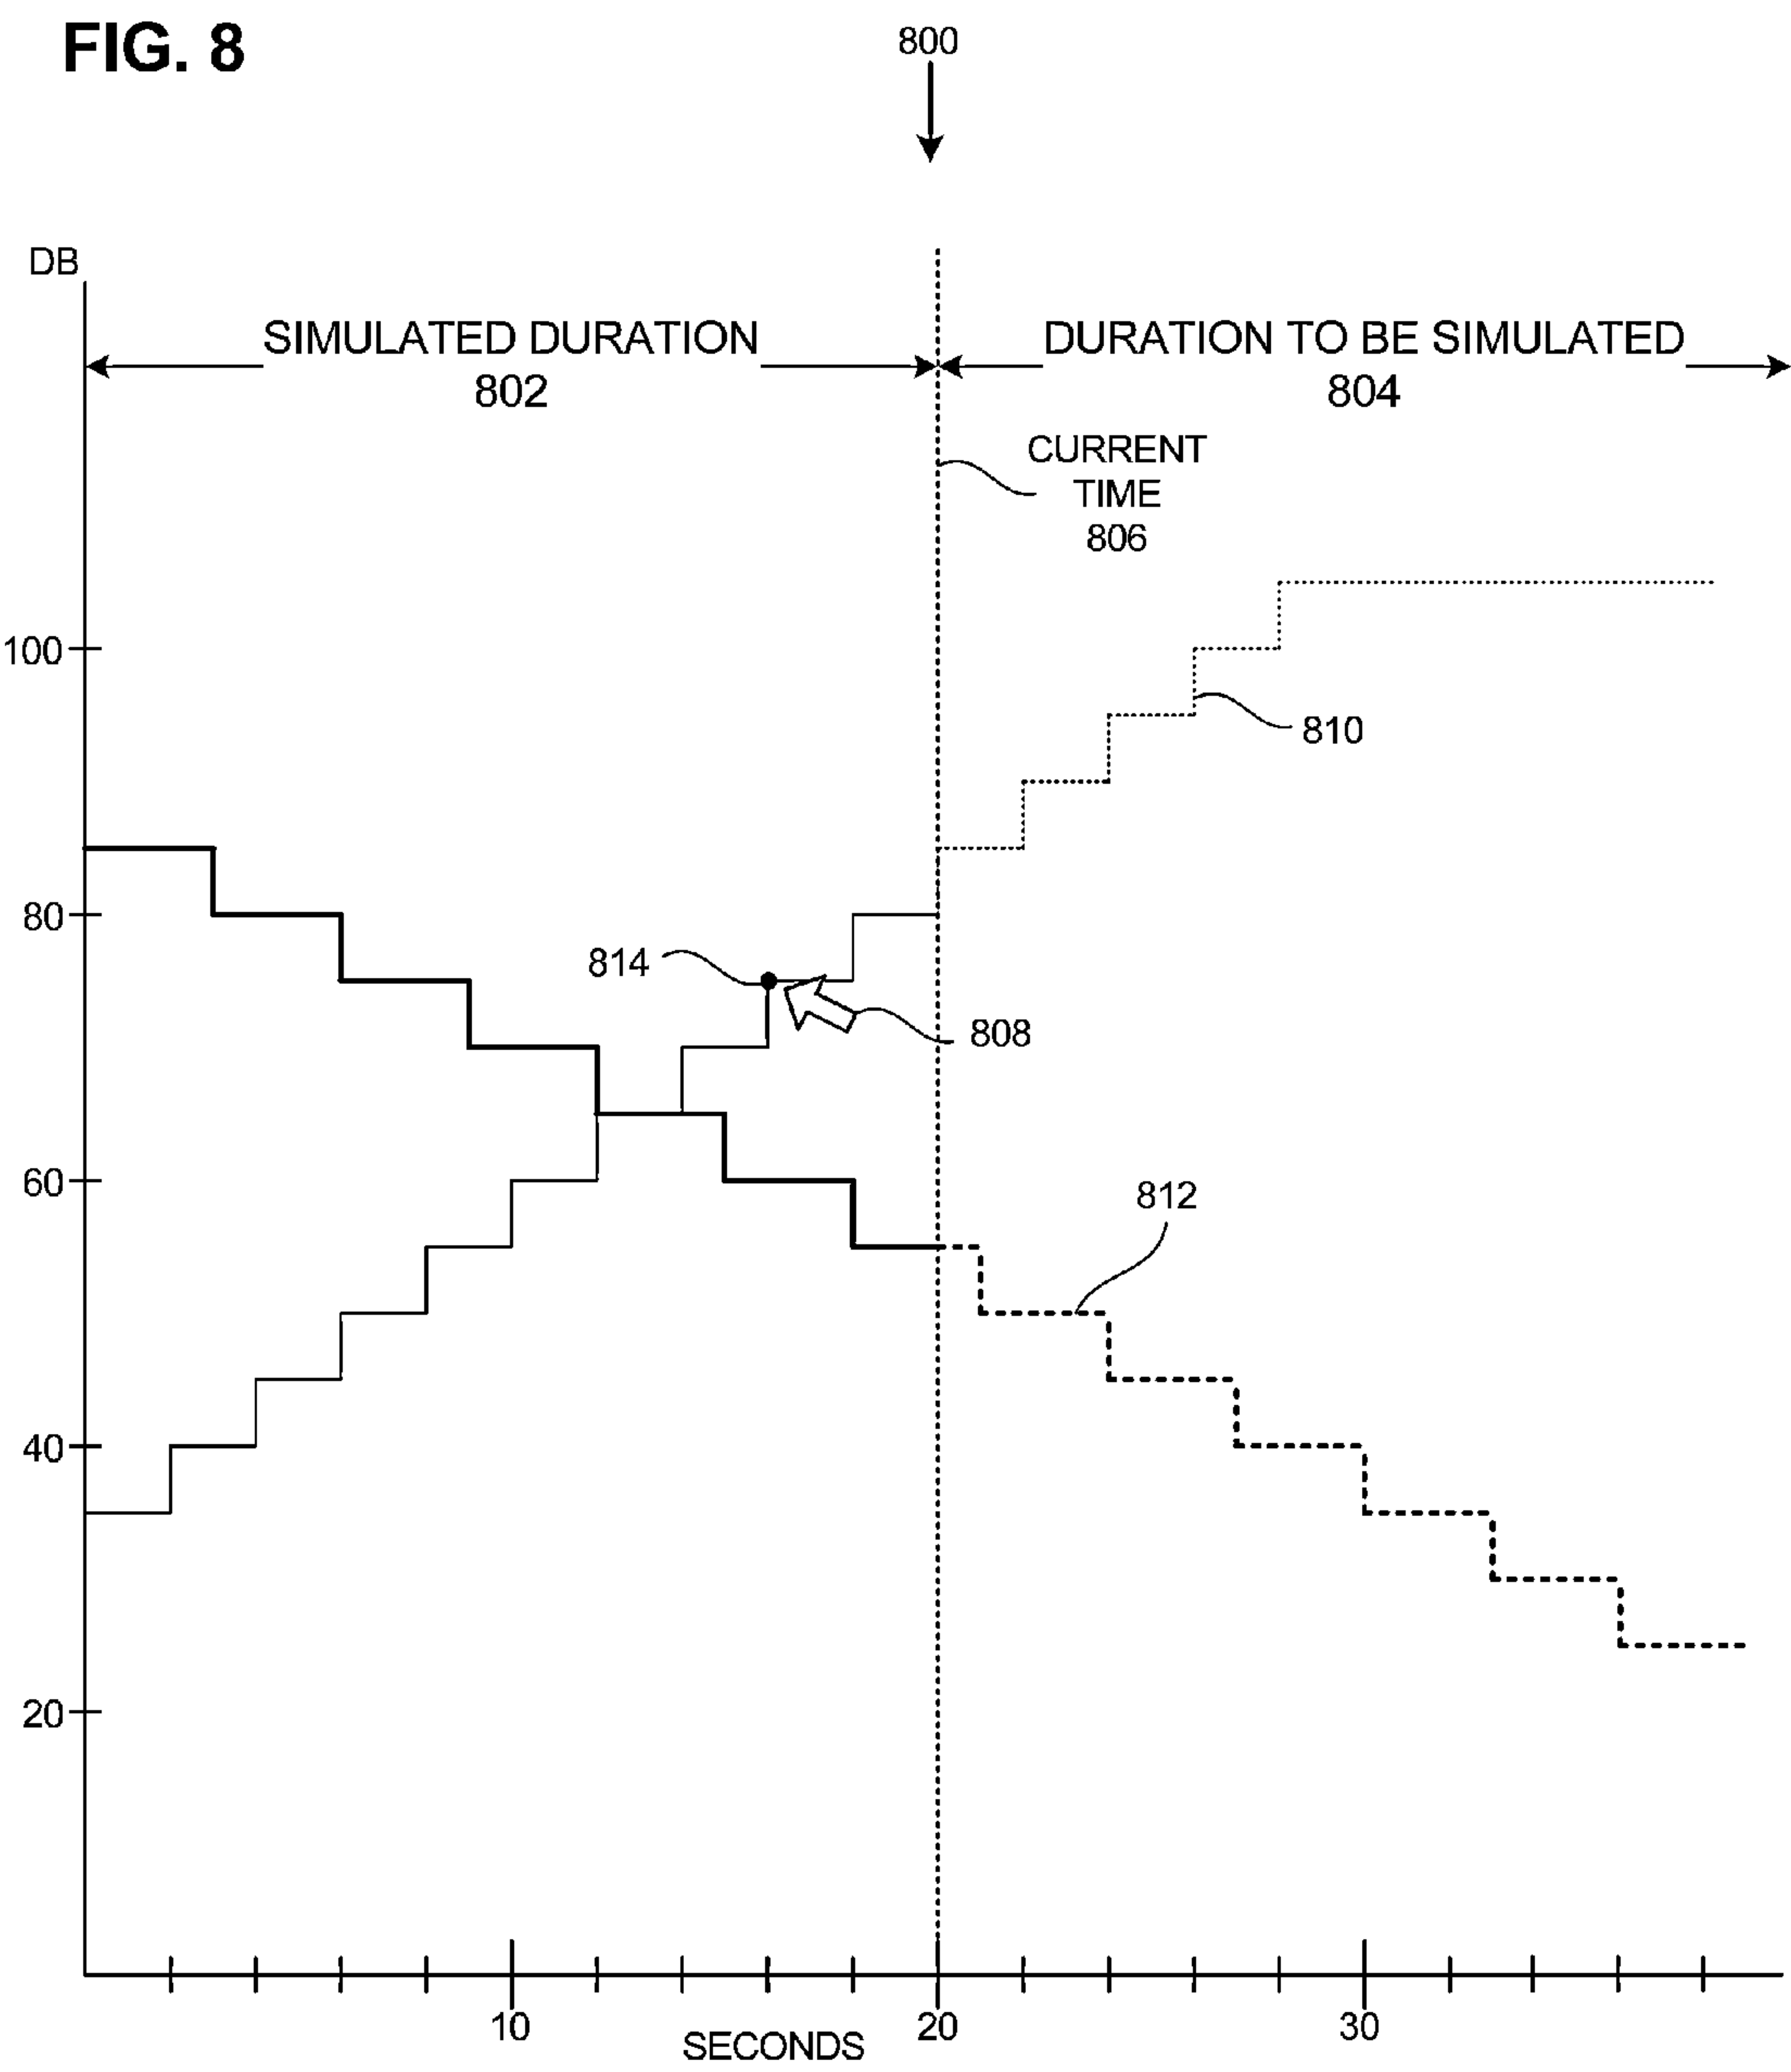 FIG. 8
800
DB
SIMULATED DURATION
802
DURATION TO BE SIMULATED
804
CURRENT
TIME
806
100
810
80
814
808
60
812
40
20
10
20
30
SECONDS